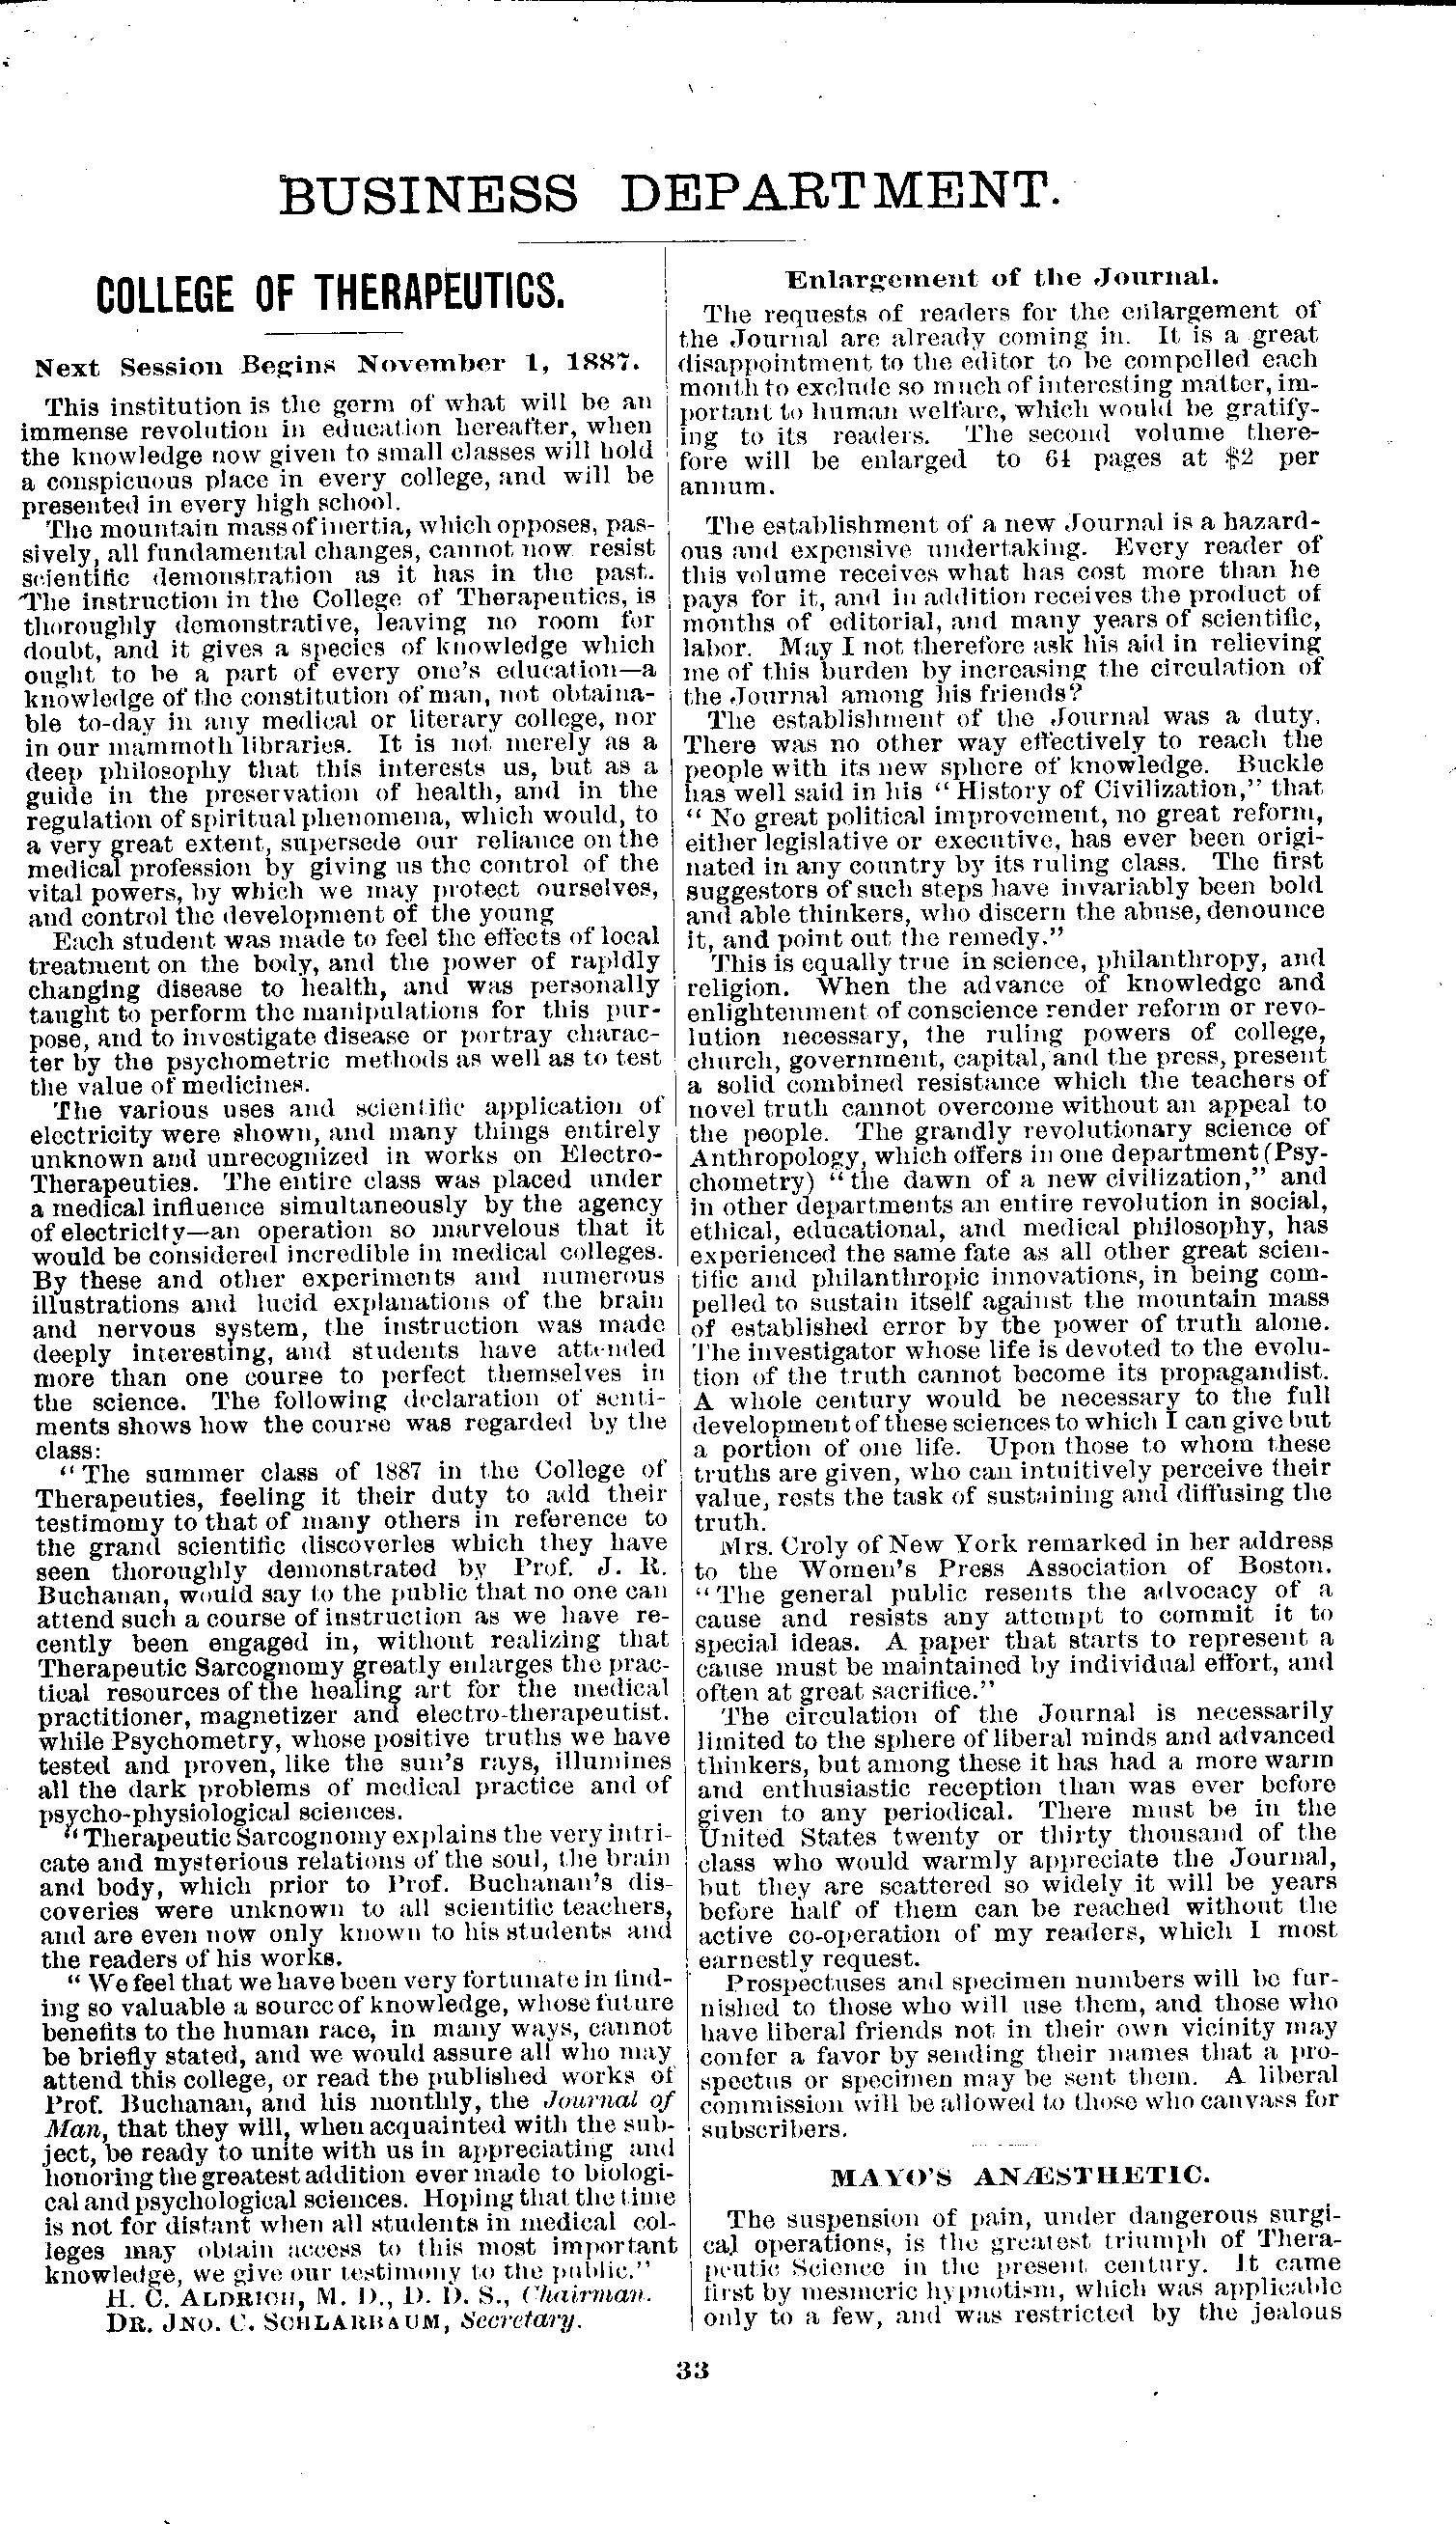 BUSINESS DEPARTMENT.
COLLEGE OF THERAPEUTICS.
Next Session Begins November 1, 1887.
This institution is the germ of what will be an
immense revolution in education hereafter, when
the knowledge now given to small classes will hold
a conspicuous place in every college, and will be
presented in every high school.
The mountain mass of inertia, which opposes, pas-
sively, all fundamental changes, cannot now resist
scientific demonstration as it has in the past.
The instruction in the College of Therapeutics, is
thoroughly demonstrative, leaving no room for
doubt, and it gives a species of knowledge which
ought to be a part of every one's education—a
knowledge of the constitution of man, not obtaina-
ble to-day in any medical or literary college, nor
in our mammoth libraries. It is not merely as a
deep philosophy that this interests us, but as a
guide in the preservation of health, and in the
regulation of spiritual phenomena, which would, to
a very great extent, supersede our reliance on the
medical profession by giving us the control of the
vital powers, by which we may protect ourselves,
and control the development of the young
Each student was made to feel the effects of local
treatment on the body, and the power of rapldly
changing disease to health, and was personally
taught to perform the manipulations for this pur-
pose, and to investigate disease or portray charac-
ter by the psychometric methods as well as to test
the value of medicines.
The various uses and scientific application of
electricity were shown, and many things entirely
unknown and unrecognized in works on Electro-
Therapeuties. The entire class was placed under
a medical influence simultaneously by the agency
of electricity—an operation so marvelous that it
would be considered incredible in medical colleges.
By these and other experiments and numerous
illustrations and lucid explanations of the brain
and nervous system, the instruction was made
deeply interesting, and students have attended
more than one course to perfect themselves in
the science. The following declaration of senti-
ments shows how the course was regarded by the
class:
"The summer class of 1887 in the College of
Therapeuties, feeling it their duty to add their
testimomy to that of many others in reference to
the grand scientific discoveries which they have
seen thoroughly demonstrated by Prof. J. R.
Buchanan, would say to the public that no one can
attend such a course of instruction as we have re-
cently been engaged in, without realizing that
Therapeutic Sarcognomy greatly enlarges the prac-
tical resources of the healing art for the medical
practitioner, magnetizer and electro-therapeutist.
while Psychometry, whose positive truths we have
tested and proven, like the sun's rays, illumines
all the dark problems of medical practice and of
psycho-physiological sciences.
"Therapeutic Sarcognomy explains the very intri-
cate and mysterious relations of the soul, the brain
and body, which prior to Prof. Buchanan's dis-
coveries were unknown to all scientific teachers,
and are even now only known to his students and
the readers of his works.
"We feel that we have been very fortunate in find-
ing so valuable a source of knowledge, whose future
benefits to the human race, in many ways, cannot
be briefly stated, and we would assure all who may
attend this college, or read the published works of
Prof. Buchanan, and his monthly, the Journal of
Man, that they will, when acquainted with the sub-
ject, be ready to unite with us in appreciating and
honoring the greatest addition ever made to biologi-
cal and psychological sciences. Hoping that the time
is not for distant when all students in medical col-
leges may obtain access to this most important
knowledge, we give our testimony to the public."
H. C. ALDRICH, M. D., D. D. S., Chairman.
DR. JNO. C. SCHLARBAUM, Secretary.
Enlargement of the Journal.
The requests of readers for the enlargement of
the Journal are already coming in. It is a great
disappointment to the editor to be compelled each
month to exclude so much of interesting matter, im-
portant to human welfare, which would be gratify-
ing to its readers. The second volume there-
fore will be enlarged to 64 pages at $2 per
annum.
The establishment of a new Journal is a hazard-
ous and expensive undertaking. Every reader of
this volume receives what has cost more than he
pays for it, and in addition receives the product of
months of editorial, and many years of scientific,
labor. May I not therefore ask his aid in relieving
me of this burden by increasing the circulation of
the Journal among his friends?
The establishment of the Journal was a duty.
There was no other way effectively to reach the
people with its new sphere of knowledge. Buckle
has well said in his "History of Civilization," that
"No great political improvement, no great reform,
either legislative or executive, has ever been origi-
nated in any country by its ruling class. The first
suggestors of such steps have invariably been bold
and able thinkers, who discern the abuse, denounce
it, and point out the remedy."
This is equally true in science, philanthropy, and
religion. When the advance of knowledge and
enlightenment of conscience render reform or revo-
lution necessary, the ruling powers of college,
church, government, capital, and the press, present
a solid combined resistance which the teachers of
novel truth cannot overcome without an appeal to
the people. The grandly revolutionary science of
Anthropology, which offers in one department (Psy-
chometry) "the dawn of a new civilization," and
in other departments an entire revolution in social,
ethical, educational, and medical philosophy, has
experienced the same fate as all other great scien-
tific and philanthropic innovations, in being com-
pelled to sustain itself against the mountain mass
of established error by the power of truth alone.
The investigator whose life is devoted to the evolu-
tion of the truth cannot become its propagandist.
A whole century would be necessary to the full
development of these sciences to which I can give but
a portion of one life. Upon those to whom these
truths are given, who can intuitively perceive their
value, rests the task of sustaining and diffusing the
truth.
Mrs. Croly of New York remarked in her address
to the Women's Press Association of Boston.
"The general public resents the advocacy of a
cause and resists any attempt to commit it to
special ideas. A paper that starts to represent a
cause must be maintained by individual effort, and
often at great sacrifice."
The circulation of the Journal is necessarily
limited to the sphere of liberal minds and advanced
thinkers, but among these it has had a more warm
and enthusiastic reception than was ever before
given to any periodical. There must be in the
United States twenty or thirty thousand of the
class who would warmly appreciate the Journal,
but they are scattered so widely it will be years
before half of them can be reached without the
active co-operation of my readers, which I most
earnestly request.
Prospectuses and specimen numbers will be fur-
nished to those who will use them, and those who
have liberal friends not in their own vicinity may
confer a favor by sending their names that a pro-
spectus or specimen may be sent them. A liberal
commission will be allowed to those who canvass for
subscribers.
MAYO'S ANÆSTHETIC.
The suspension of pain, under dangerous surgi-
cal operations, is the greatest triumph of Thera-
peutic Science in the present century. It came
first by mesmeric hypnotism, which was applicable
only to a few, and was restricted by the jealous
33